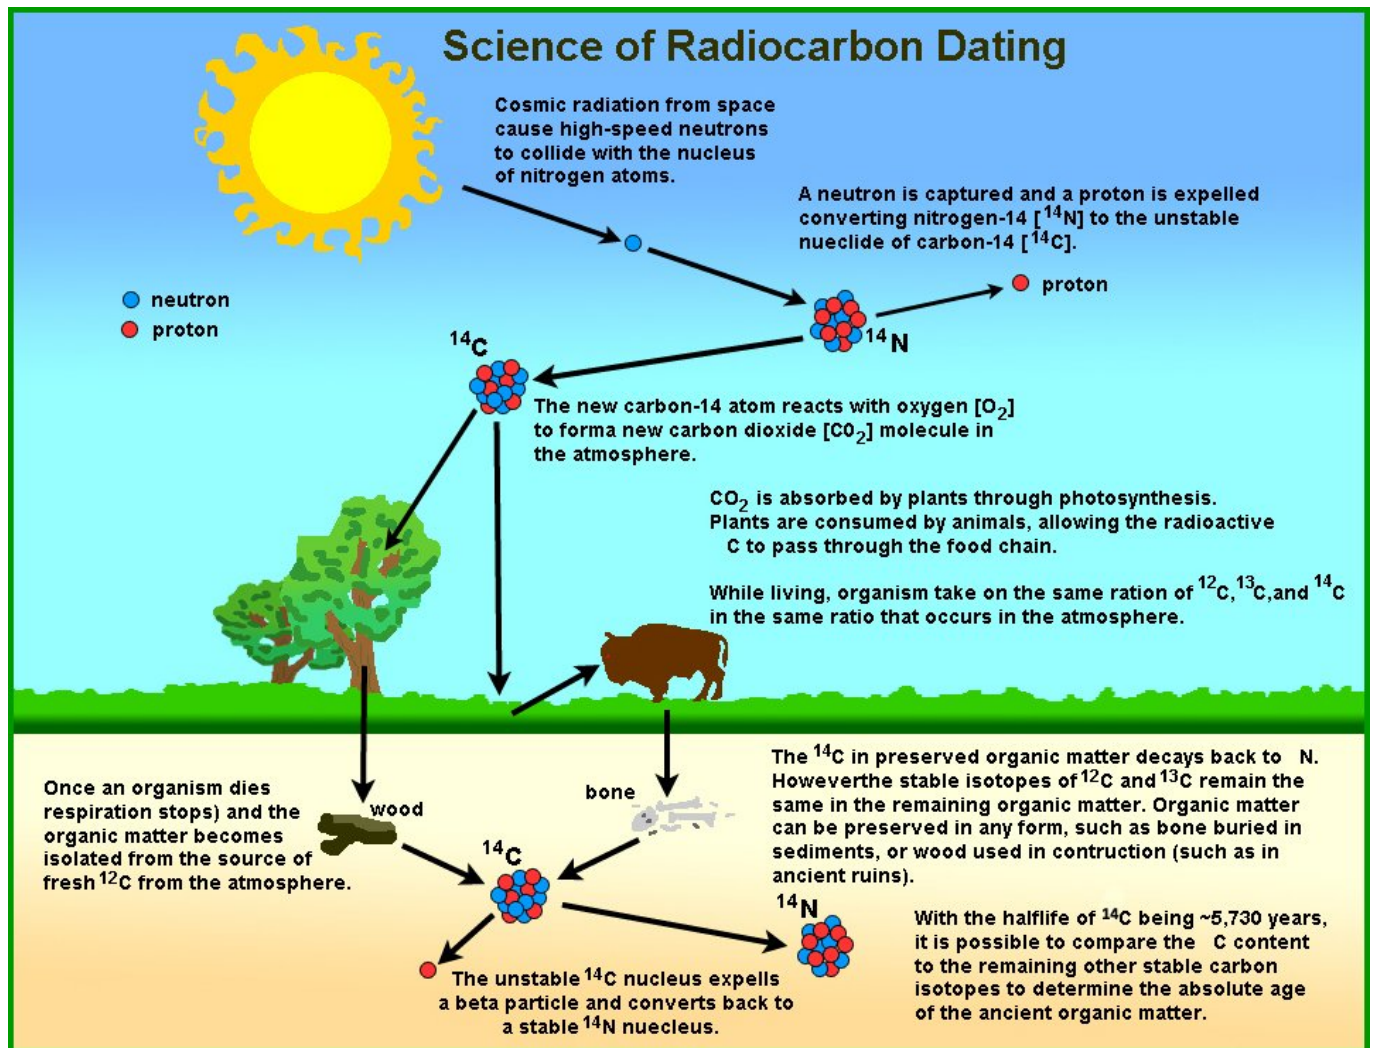 Science of Radiocarbon Dating
Cosmic radiation from space
cause high-speed neutrons
to collide with the nucleus
of nitrogen atoms.
A neutron is captured and a proton is expelled
converting nitrogen-14 [¹⁴N] to the unstable
nueclide of carbon-14 [¹⁴C].
neutron
proton
proton
¹⁴N
¹⁴C
The new carbon-14 atom reacts with oxygen [O₂]
to forma new carbon dioxide [C0₂] molecule in
the atmosphere.
CO₂ is absorbed by plants through photosynthesis.
Plants are consumed by animals, allowing the radioactive
C to pass through the food chain.
While living, organism take on the same ration of ¹²C,¹³C,and ¹⁴C
in the same ratio that occurs in the atmosphere.
Once an organism dies
respiration stops) and the
organic matter becomes
isolated from the source of
fresh ¹²C from the atmosphere.
wood
bone
The ¹⁴C in preserved organic matter decays back to N.
Howeverthe stable isotopes of ¹²C and ¹³C remain the
same in the remaining organic matter. Organic matter
can be preserved in any form, such as bone buried in
sediments, or wood used in contruction (such as in
ancient ruins).
¹⁴C
¹⁴N
The unstable ¹⁴C nucleus expells
a beta particle and converts back to
a stable ¹⁴N nuecleus.
With the halflife of ¹⁴C being ~5,730 years,
it is possible to compare the C content
to the remaining other stable carbon
isotopes to determine the absolute age
of the ancient organic matter.